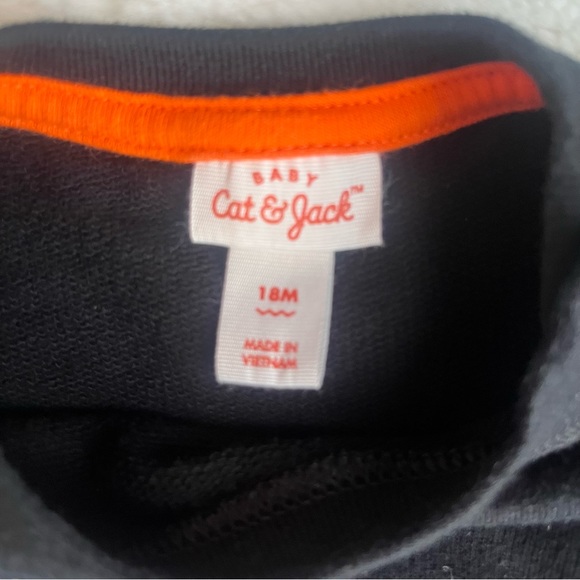 BABY
Cat & Jack™
18M
MADE IN
VIETNAM